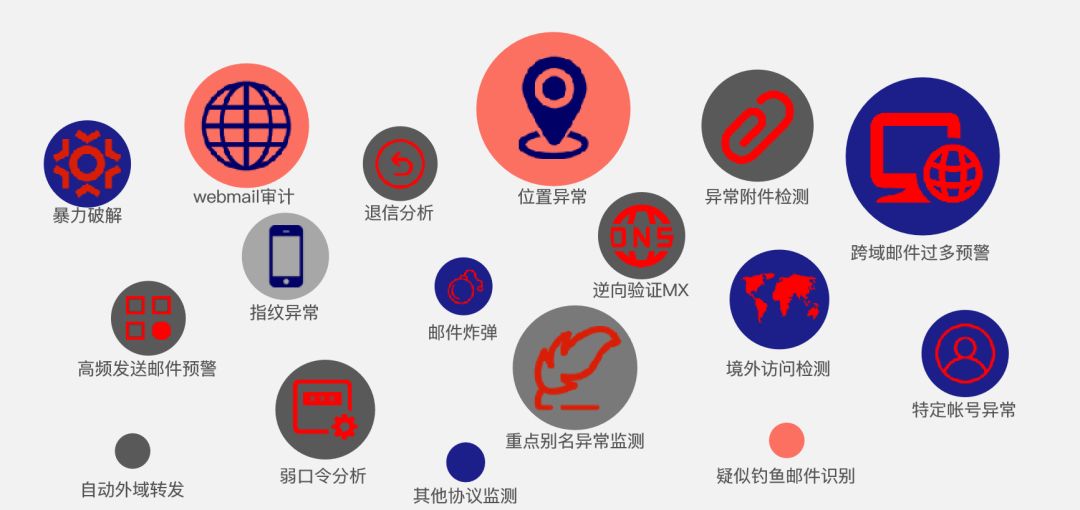 webmail审计
位置异常
异常附件检测
暴力破解
退信分析
跨域邮件过多预警
DNS
逆向验证MX
指纹异常
邮件炸弹
高频发送邮件预警
境外访问检测
特定帐号异常
重点别名异常监测
弱口令分析
疑似钓鱼邮件识别
自动外域转发
其他协议监测